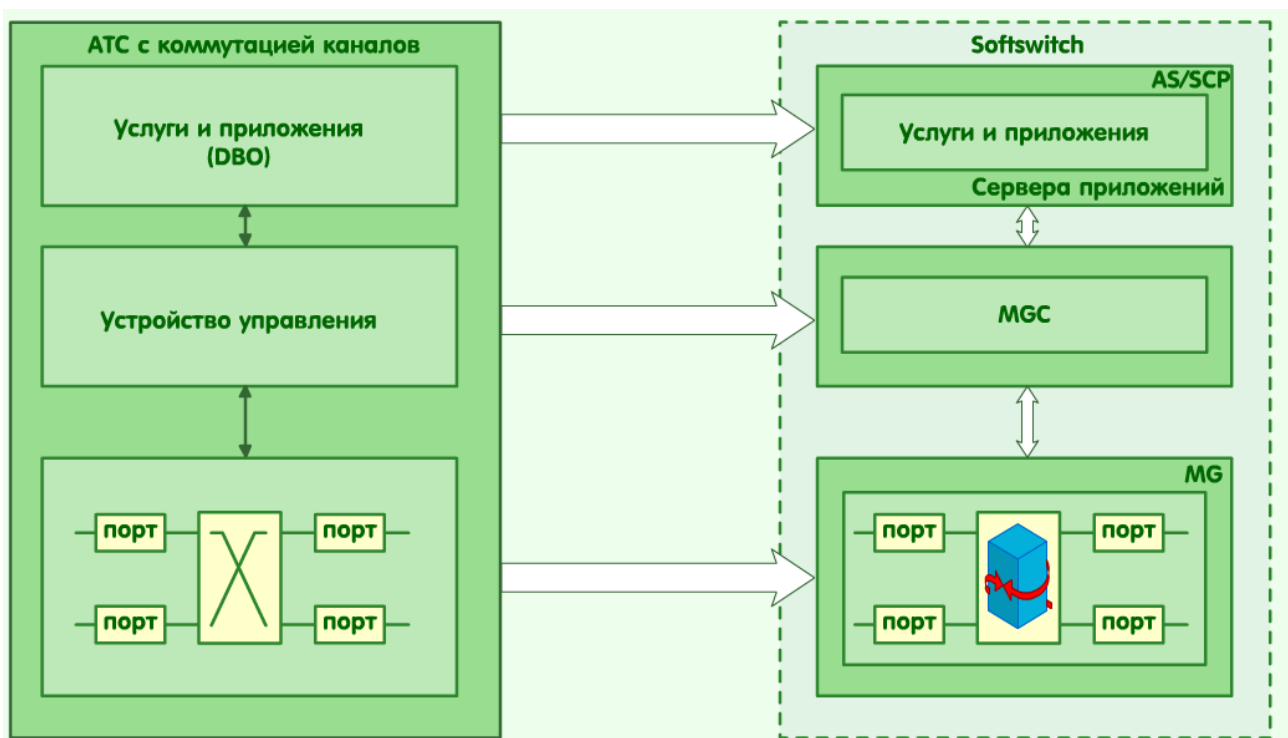 АТС с коммутацией каналов
Услуги и приложения
(DBO)
Устройство управления
порт
порт
порт
порт
Softswitch
AS/SCP
Услуги и приложения
Сервера приложений
MGC
MG
порт
порт
порт
порт